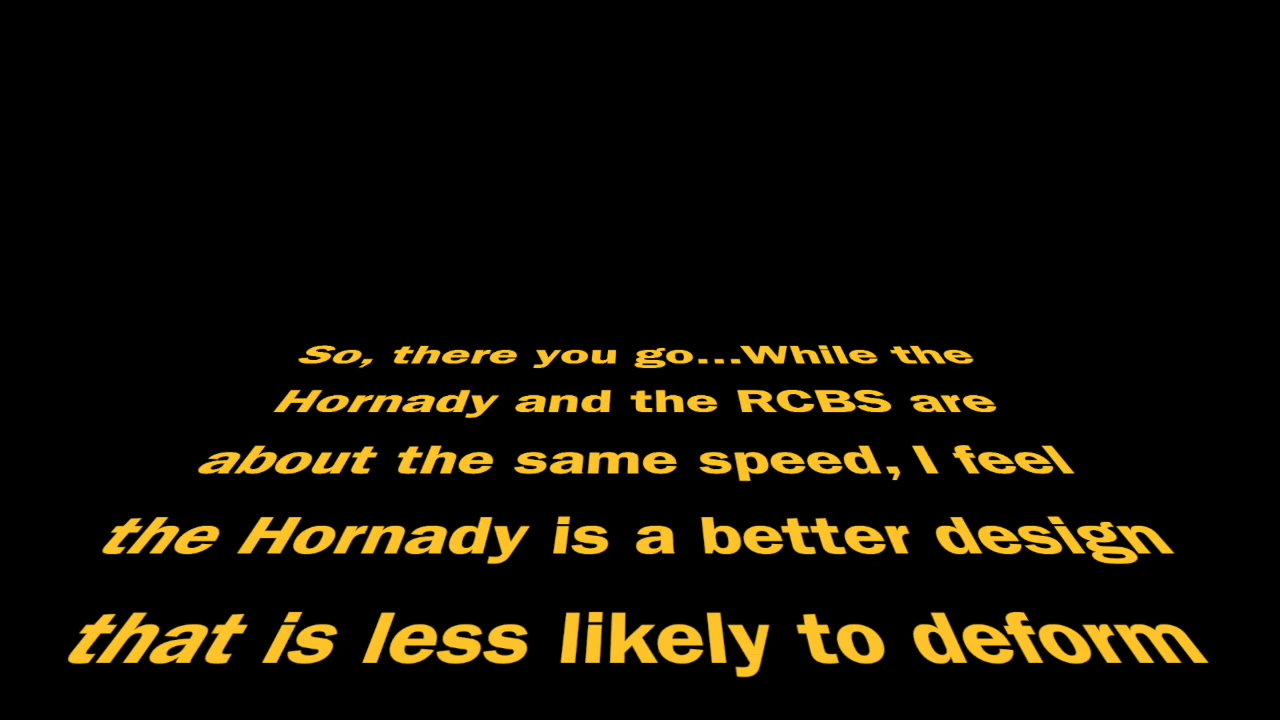 So, there you go...While the
Hornady and the RCBS are
about the same speed, I feel
the Hornady is a better design
that is less likely to deform